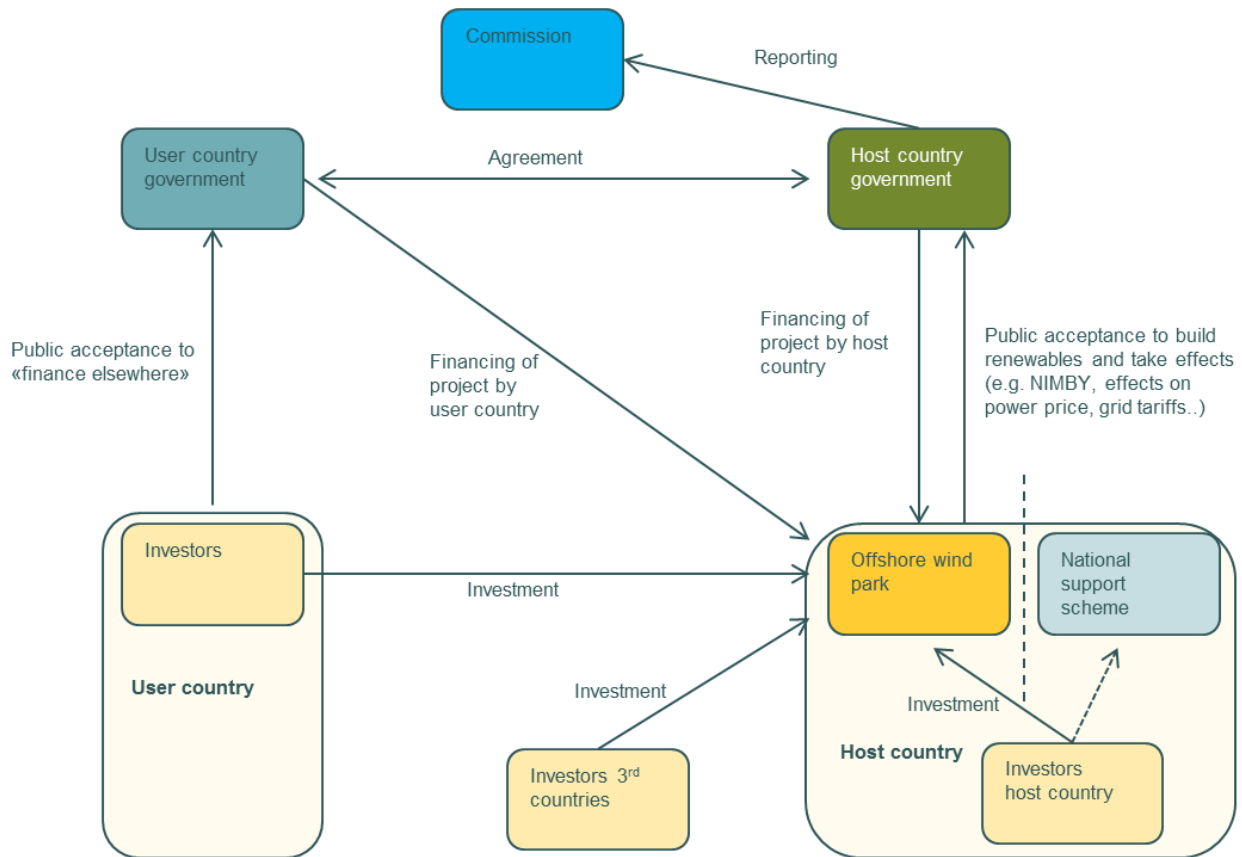 Commission
Reporting
User country
government
Agreement
Host country
government
Public acceptance to
«finance elsewhere»
Financing of
project by
user country
Financing of
project by host
country
Public acceptance to build
renewables and take effects
(e.g. NIMBY, effects on
power price, grid tariffs..)
Investors
Investment
Offshore wind
park
National
support
scheme
User country
Investment
Investment
Host country
Investors 3rd
countries
Investors
host country